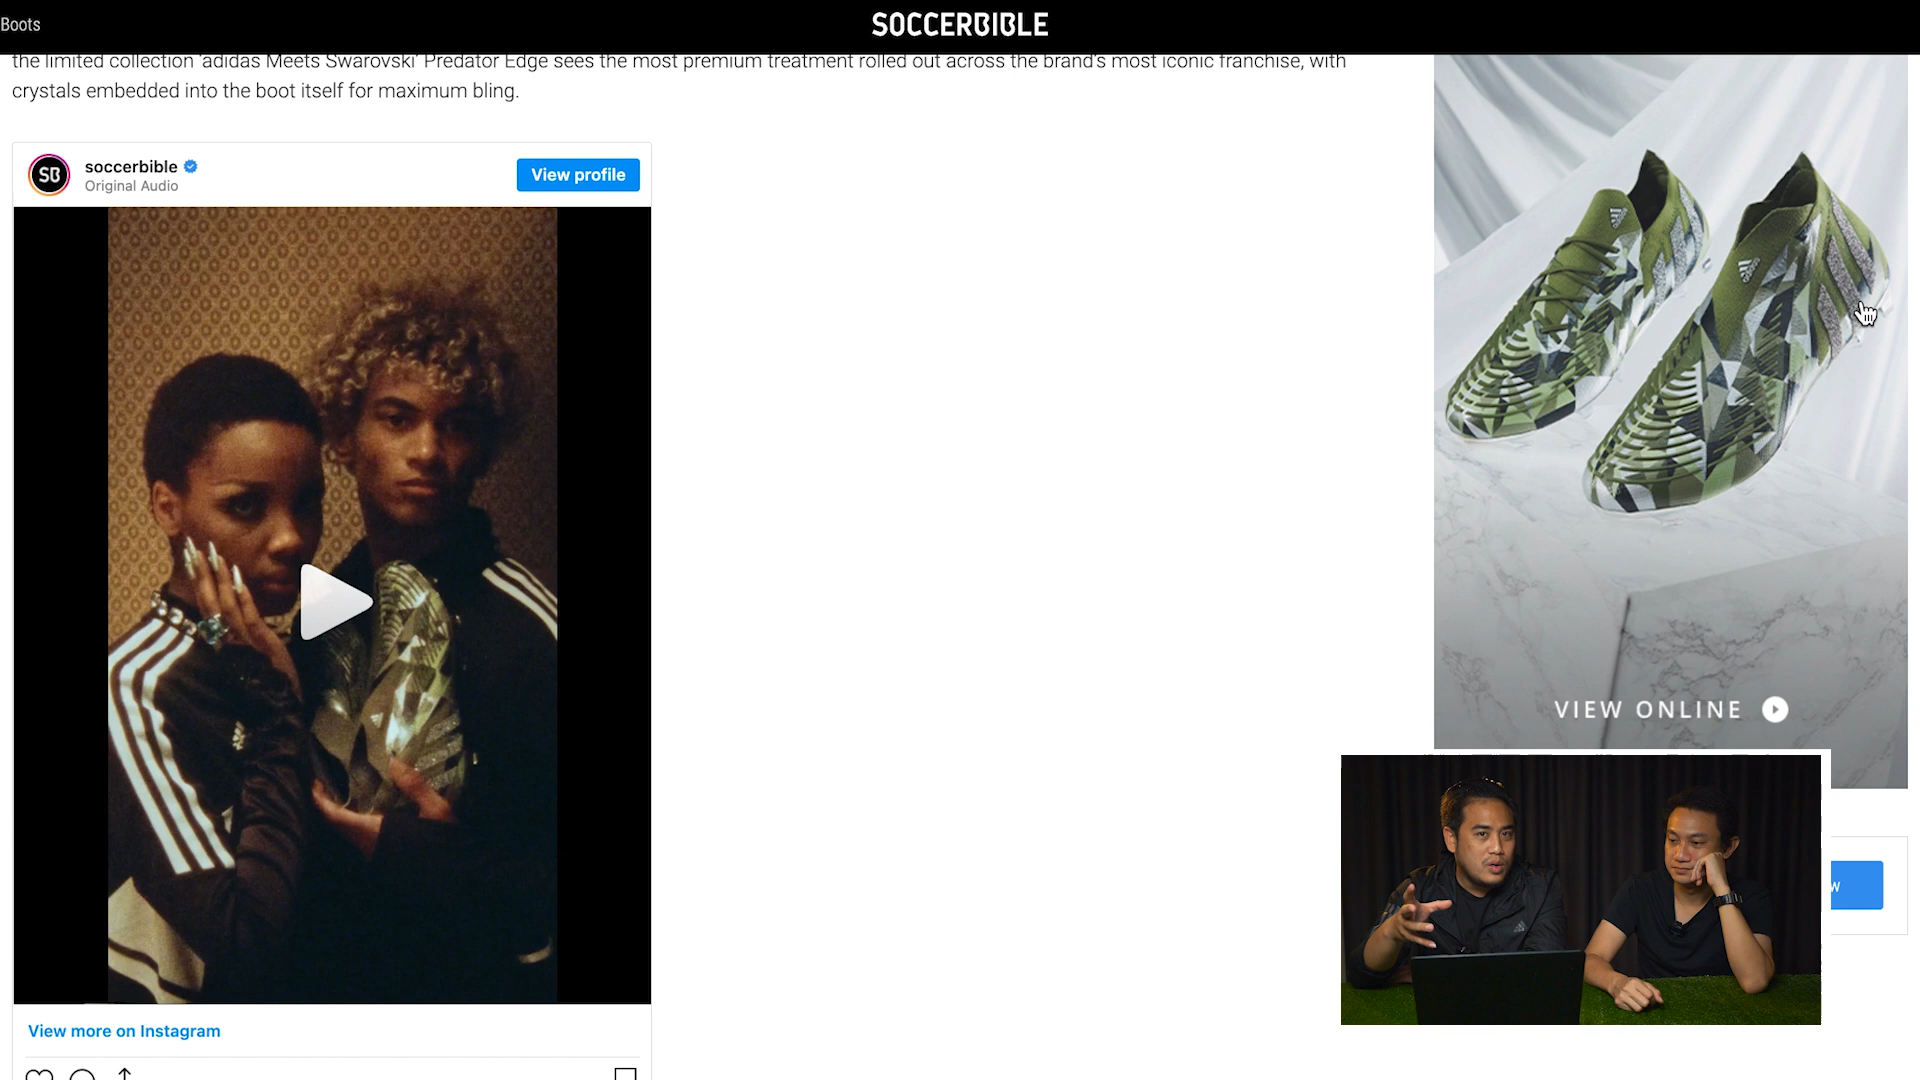 Boots
SOCCERBIBLE
the limited collection 'adidas Meets Swarovski' Predator Edge sees the most premium treatment rolled out across the brand's most iconic franchise, with
crystals embedded into the boot itself for maximum bling.
SB
soccerbible
Original Audio
View profile
VIEW ONLINE
View more on Instagram